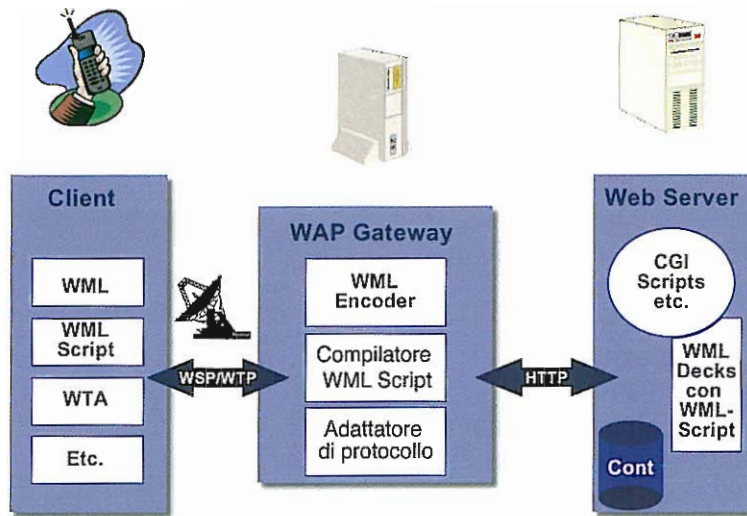 Client
WML
WML
Script
WTA
Etc.
WSP/WTP
WAP Gateway
WML
Encoder
Compilatore
WML Script
Adattatore
di protocollo
HTTP
Web Server
CGI
Scripts
etc.
WML
Decks
con
WML-
Script
Cont